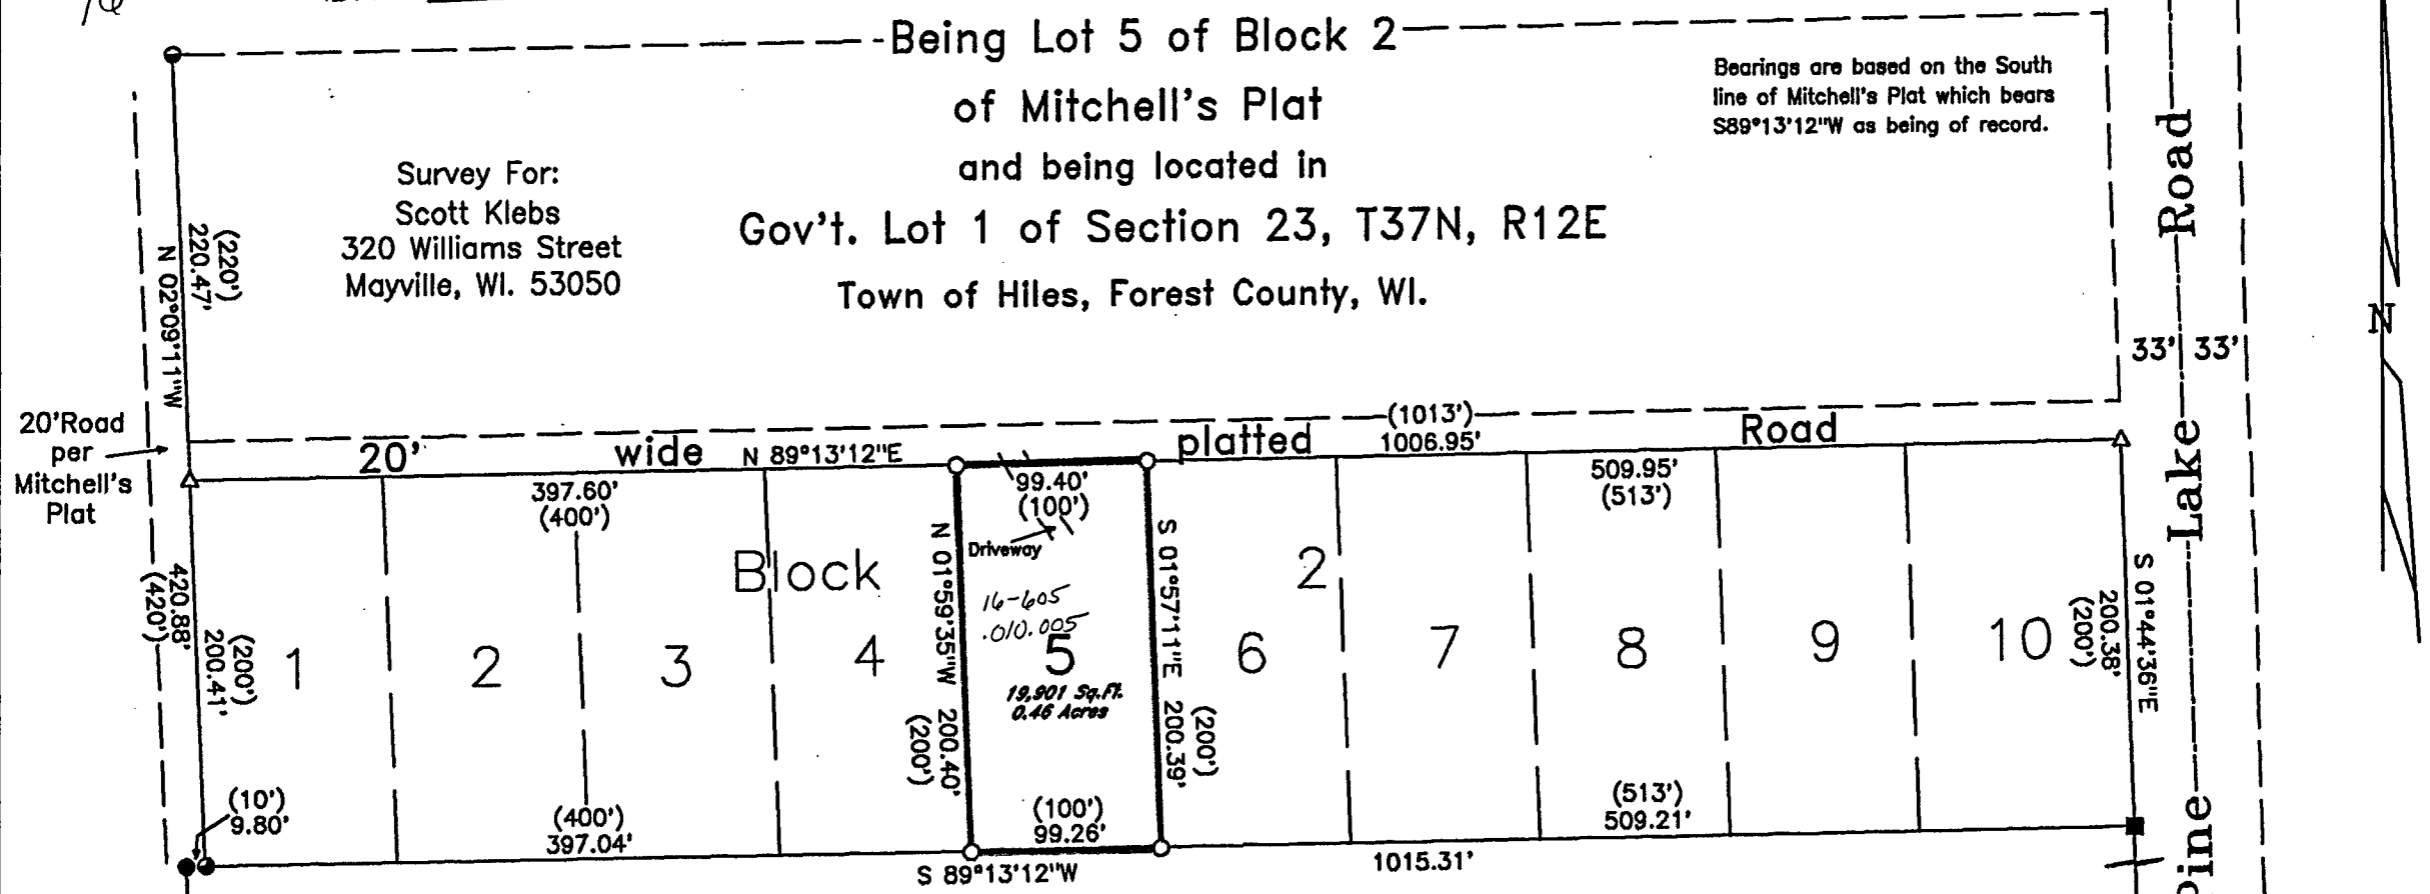 Being Lot 5 of Block 2
of Mitchell's Plat
and being located in
Gov't. Lot 1 of Section 23, T37N, R12E
Town of Hiles, Forest County, WI.
Bearings are based on the South
line of Mitchell's Plat which bears
S89°13'12"W as being of record.
Survey For:
Scott Klebs
320 Williams Street
Mayville, WI. 53050
(220')
220.47'
N 02°09'11"W
20'Road
per
Mitchell's
Plat
33' 33'
N
Pine Lake Road
(1013')
20' wide N 89°13'12"E platted 1006.95' Road
397.60'
(400')
99.40'
(100')
509.95'
(513')
Driveway
Block 2
16-605
.010.005
420.88'
(420')
(200')
200.41'
1
2
3
4
N 01°59'35"W 200.40'
(200')
5
19,901 Sq.Ft.
0.46 Acres
S 01°57'11"E 200.39'
(200')
6
7
8
9
10
S 01°44'36"E
200.38'
(200')
(10')
9.80'
(400')
397.04'
(100')
99.26'
(513')
509.21'
S 89°13'12"W
1015.31'